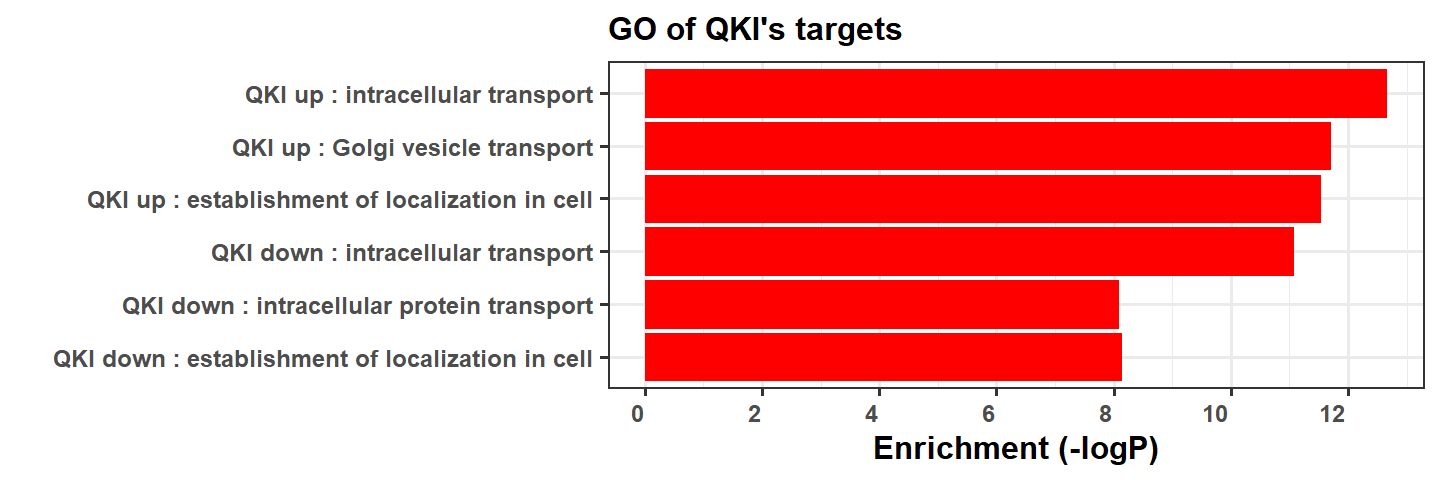 GO of QKI's targets
QKI up : intracellular transport
QKI up : Golgi vesicle transport
QKI up : establishment of localization in cell
QKI down : intracellular transport
QKI down : intracellular protein transport
QKI down : establishment of localization in cell
0 2 4 6 8 10 12
Enrichment (-logP)